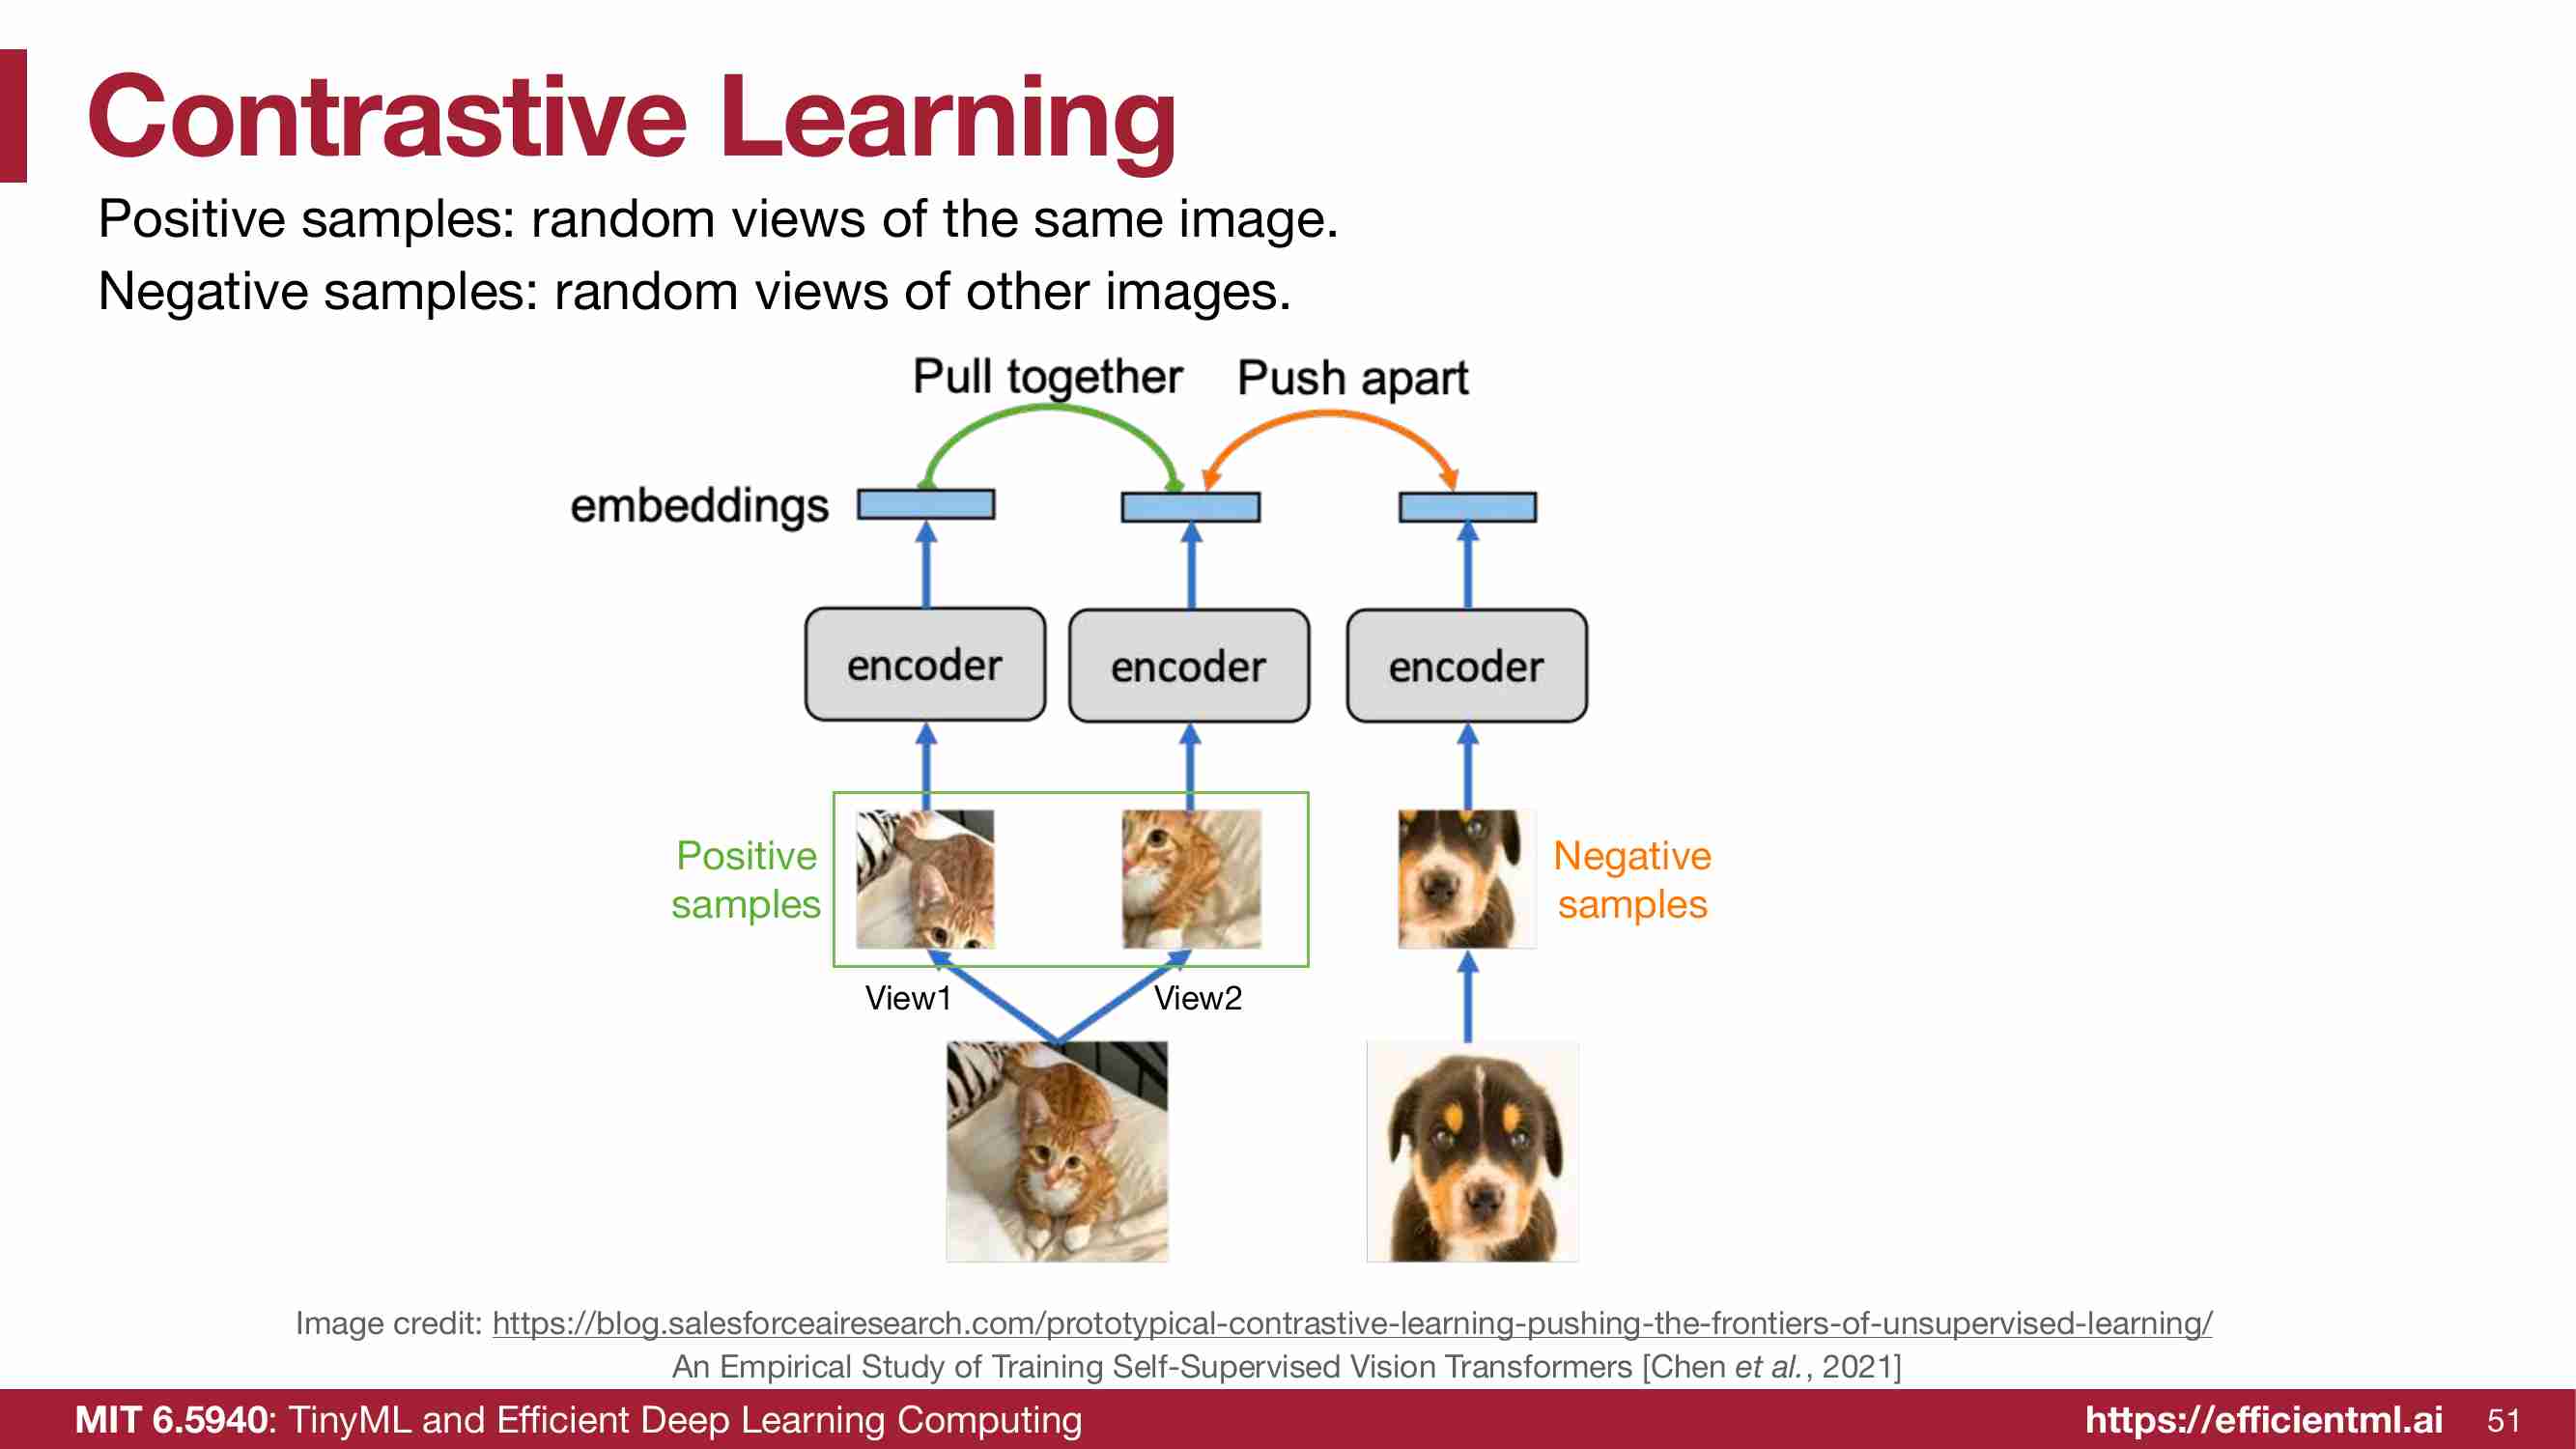 Contrastive Learning
Positive samples: random views of the same image.
Negative samples: random views of other images.
Pull together
Push apart
embeddings
encoder
encoder
encoder
Positive
samples
Negative
samples
View1
View2
Image credit: https://blog.salesforceairesearch.com/prototypical-contrastive-learning-pushing-the-frontiers-of-unsupervised-learning/
An Empirical Study of Training Self-Supervised Vision Transformers [Chen et al., 2021]
MIT 6.5940: TinyML and Efficient Deep Learning Computing
https://efficientml.ai
51